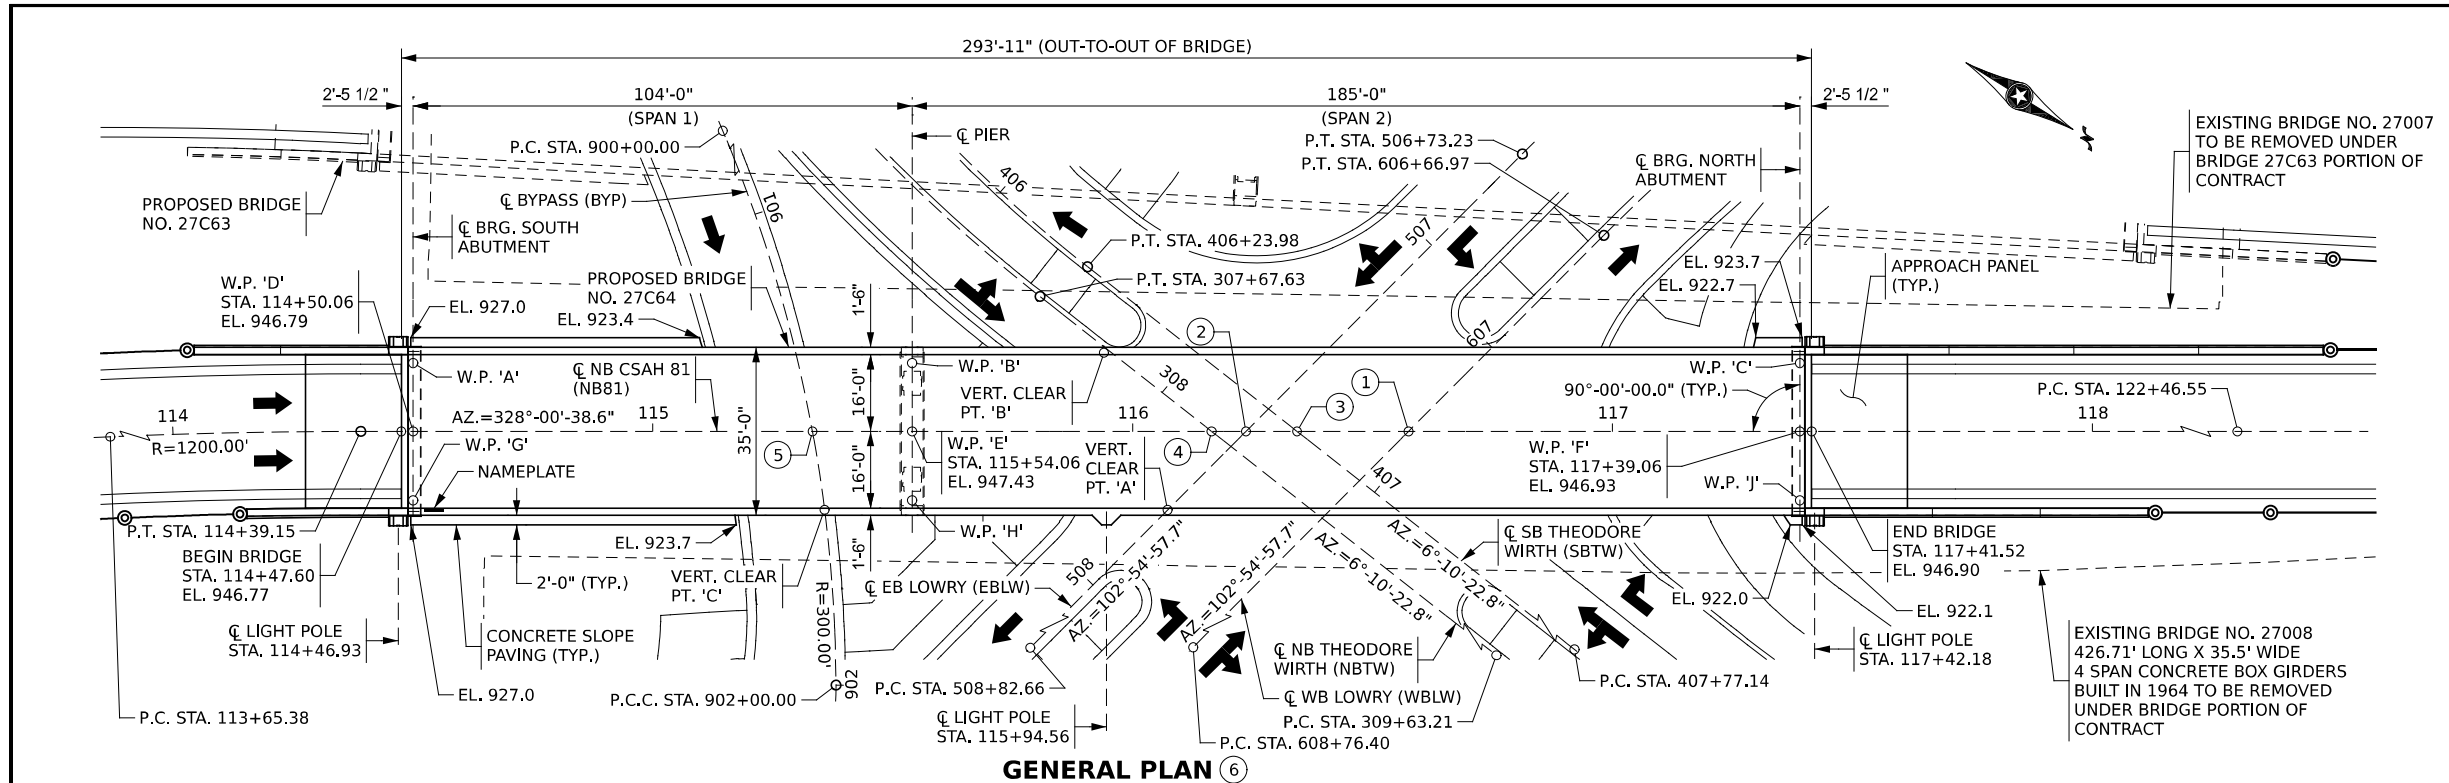 293'-11" (OUT-TO-OUT OF BRIDGE)
2'-5 1/2 "
104'-0"
(SPAN 1)
185'-0"
(SPAN 2)
2'-5 1/2 "
P.C. STA. 900+00.00
℄ PIER
P.T. STA. 506+73.23
P.T. STA. 606+66.97
℄ BRG. NORTH
ABUTMENT
EXISTING BRIDGE NO. 27007
TO BE REMOVED UNDER
BRIDGE 27C63 PORTION OF
CONTRACT
PROPOSED BRIDGE
NO. 27C63
℄ BYPASS (BYP)
901
406
507
℄ BRG. SOUTH
ABUTMENT
P.T. STA. 406+23.98
P.T. STA. 307+67.63
W.P. 'D'
STA. 114+50.06
EL. 946.79
PROPOSED BRIDGE
NO. 27C64
1'-6"
EL. 923.7
EL. 922.7
APPROACH PANEL
(TYP.)
EL. 927.0
EL. 923.4
2
607
W.P. 'A'
℄ NB CSAH 81
(NB81)
W.P. 'B'
VERT. CLEAR
PT. 'B'
308
1
3
W.P. 'C'
90°-00'-00.0" (TYP.)
P.C. STA. 122+46.55
114
R=1200.00'
AZ.=328°-00'-38.6"
115
35'-0"
16'-0"
16'-0"
116
117
118
W.P. 'G'
NAMEPLATE
5
W.P. 'E'
STA. 115+54.06
EL. 947.43
VERT.
CLEAR
PT. 'A'
4
407
W.P. 'F'
STA. 117+39.06
EL. 946.93
W.P. 'J'
P.T. STA. 114+39.15
BEGIN BRIDGE
STA. 114+47.60
EL. 946.77
2'-0" (TYP.)
EL. 923.7
VERT. CLEAR
PT. 'C'
1'-6"
W.P. 'H'
℄ EB LOWRY (EBLW)
508
AZ.=102°-54'-57.7"
AZ.=102°-54'-57.7"
AZ.=6°-10'-22.8"
AZ.=6°-10'-22.8"
℄ SB THEODORE
WIRTH (SBTW)
END BRIDGE
STA. 117+41.52
EL. 946.90
EL. 922.0
EL. 922.1
R=300.00'
902
℄ LIGHT POLE
STA. 114+46.93
CONCRETE SLOPE
PAVING (TYP.)
℄ NB THEODORE
WIRTH (NBTW)
℄ LIGHT POLE
STA. 117+42.18
EXISTING BRIDGE NO. 27008
426.71' LONG X 35.5' WIDE
4 SPAN CONCRETE BOX GIRDERS
BUILT IN 1964 TO BE REMOVED
UNDER BRIDGE PORTION OF
CONTRACT
P.C. STA. 113+65.38
EL. 927.0
P.C.C. STA. 902+00.00
P.C. STA. 508+82.66
℄ WB LOWRY (WBLW)
P.C. STA. 407+77.14
℄ LIGHT POLE
STA. 115+94.56
P.C. STA. 309+63.21
P.C. STA. 608+76.40
GENERAL PLAN 6